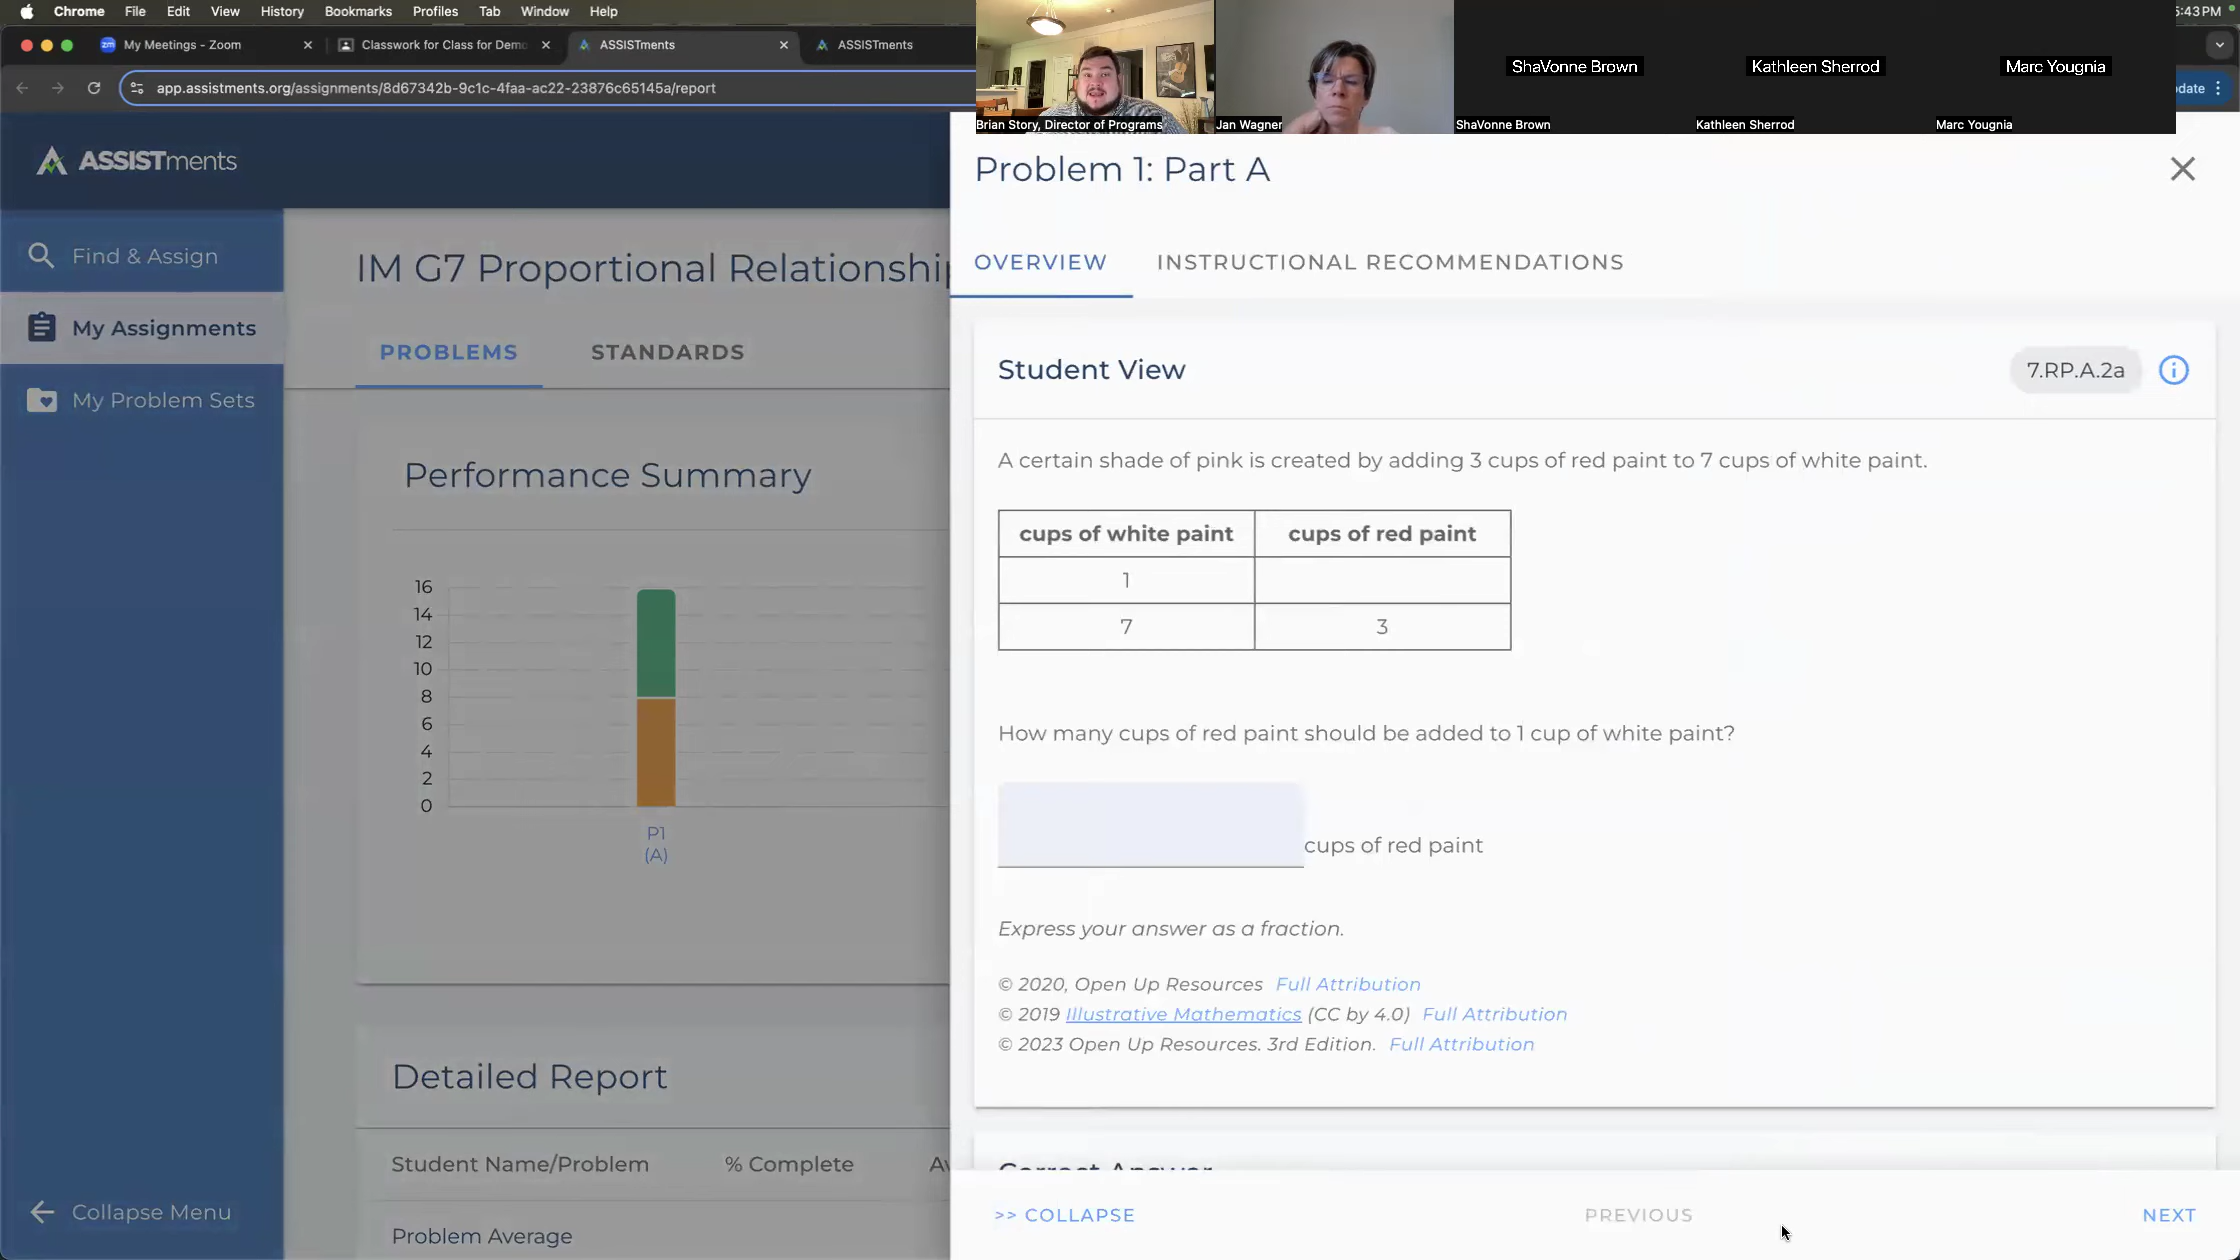 Chrome File Edit View History Bookmarks Profiles Tab Window Help
5:43 PM
zm My Meetings - Zoom
Classwork for Class for Demo
ASSISTments
ASSISTments
app.assistments.org/assignments/8d67342b-9c1c-4faa-ac22-23876c65145a/report
date
ShaVonne Brown
Kathleen Sherrod
Marc Yougnia
Brian Story, Director of Programs
Jan Wagner
ShaVonne Brown
Kathleen Sherrod
Marc Yougnia
ASSISTments
Find & Assign
My Assignments
My Problem Sets
Collapse Menu
IM G7 Proportional Relationship
PROBLEMS STANDARDS
Performance Summary
16
14
12
10
8
6
4
2
0
P1
(A)
Detailed Report
Student Name/Problem % Complete Av
Problem Average
Problem 1: Part A
OVERVIEW INSTRUCTIONAL RECOMMENDATIONS
Student View
7.RP.A.2a
A certain shade of pink is created by adding 3 cups of red paint to 7 cups of white paint.
cups of white paint cups of red paint
1
7 3
How many cups of red paint should be added to 1 cup of white paint?
cups of red paint
Express your answer as a fraction.
© 2020, Open Up Resources Full Attribution
© 2019 Illustrative Mathematics (CC by 4.0) Full Attribution
© 2023 Open Up Resources. 3rd Edition. Full Attribution
Correct Answer
>> COLLAPSE
PREVIOUS
NEXT